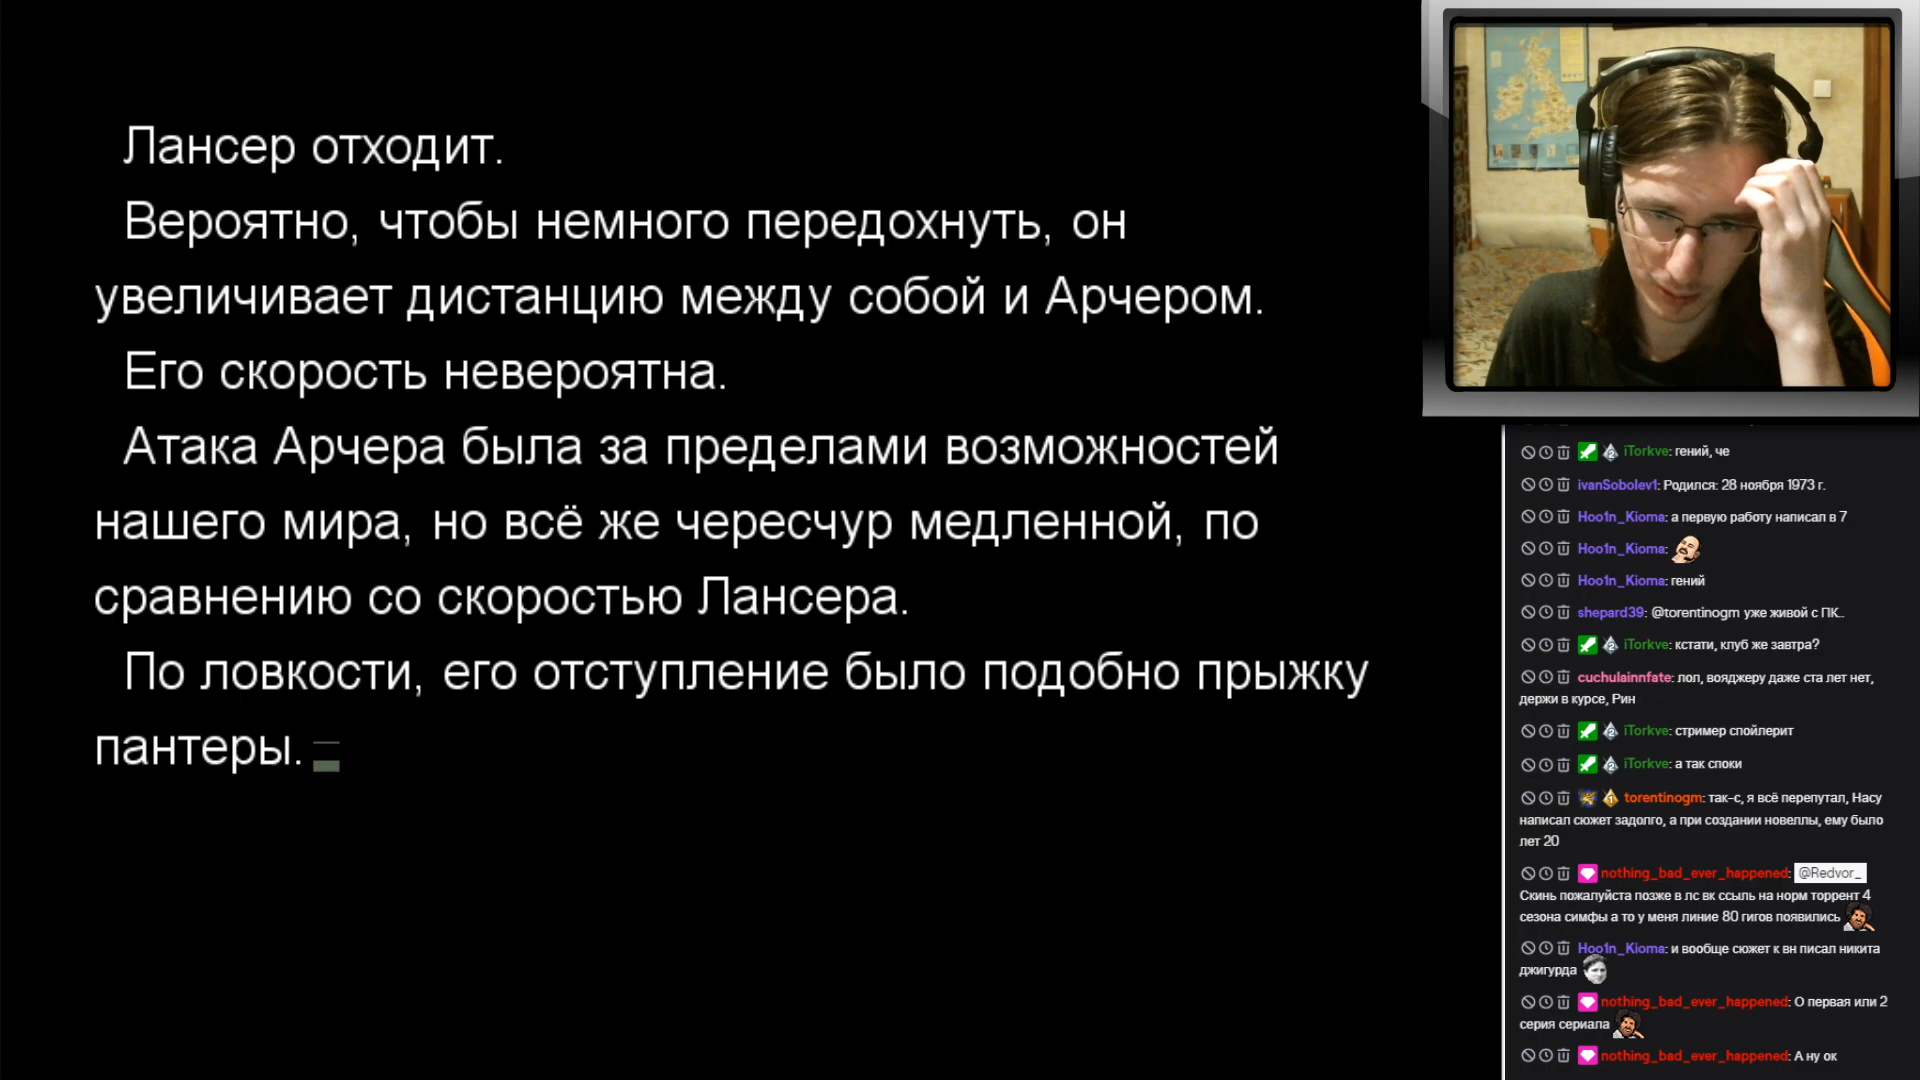 Лансер отходит.
Вероятно, чтобы немного передохнуть, он
увеличивает дистанцию между собой и Арчером.
Его скорость невероятна.
Атака Арчера была за пределами возможностей
нашего мира, но всё же чересчур медленной, по
сравнению со скоростью Лансера.
По ловкости, его отступление было подобно прыжку
пантеры.
iTorkve: гений, че
ivanSobolev1: Родился: 28 ноября 1973 г.
Hoo1n_Kioma: а первую работу написал в 7
Hoo1n_Kioma:
Hoo1n_Kioma: гений
shepard39: @torentinogm уже живой с ПК..
iTorkve: кстати, клуб же завтра?
cuchulainnfate: лол, вояджеру даже ста лет нет,
держи в курсе, Рин
iTorkve: стример спойлерит
iTorkve: а так споки
torentinogm: так-с, я всё перепутал, Насу
написал сюжет задолго, а при создании новеллы, ему было
лет 20
nothing_bad_ever_happened: @Redvor_
Скинь пожалуйста позже в лс вк ссыль на норм торрент 4
сезона симфы а то у меня линие 80 гигов появились
Hoo1n_Kioma: и вообще сюжет к вн писал никита
джигурда
nothing_bad_ever_happened: О первая или 2
серия сериала
nothing_bad_ever_happened: А ну ок